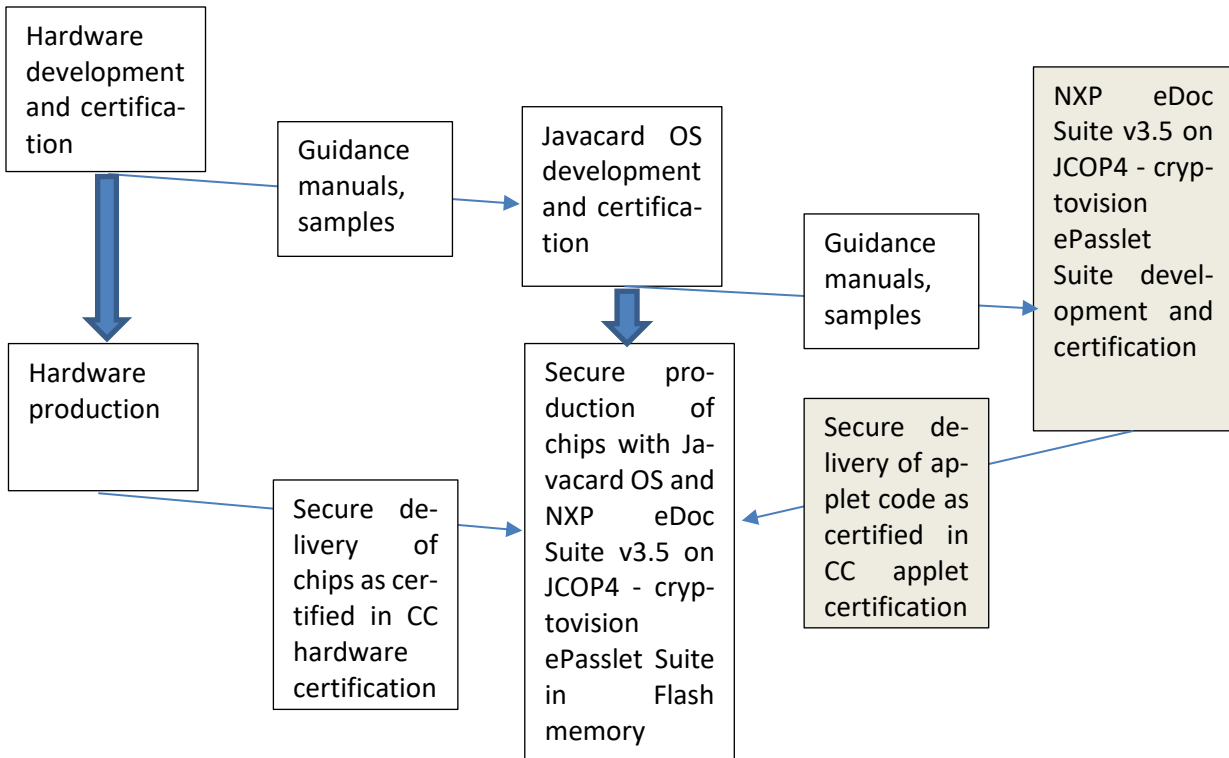 Hardware
development
and certifica-
tion
Guidance
manuals,
samples
Javacard OS
development
and certifica-
tion
Guidance
manuals,
samples
NXP eDoc
Suite v3.5 on
JCOP4 - cryp-
tovision
ePasslet
Suite devel-
opment and
certification
Hardware
production
Secure de-
livery of
chips as cer-
tified in CC
hardware
certification
Secure pro-
duction of
chips with Ja-
vacard OS and
NXP eDoc
Suite v3.5 on
JCOP4 - cryp-
tovision
ePasslet Suite
in Flash
memory
Secure de-
livery of ap-
plet code as
certified in
CC applet
certification